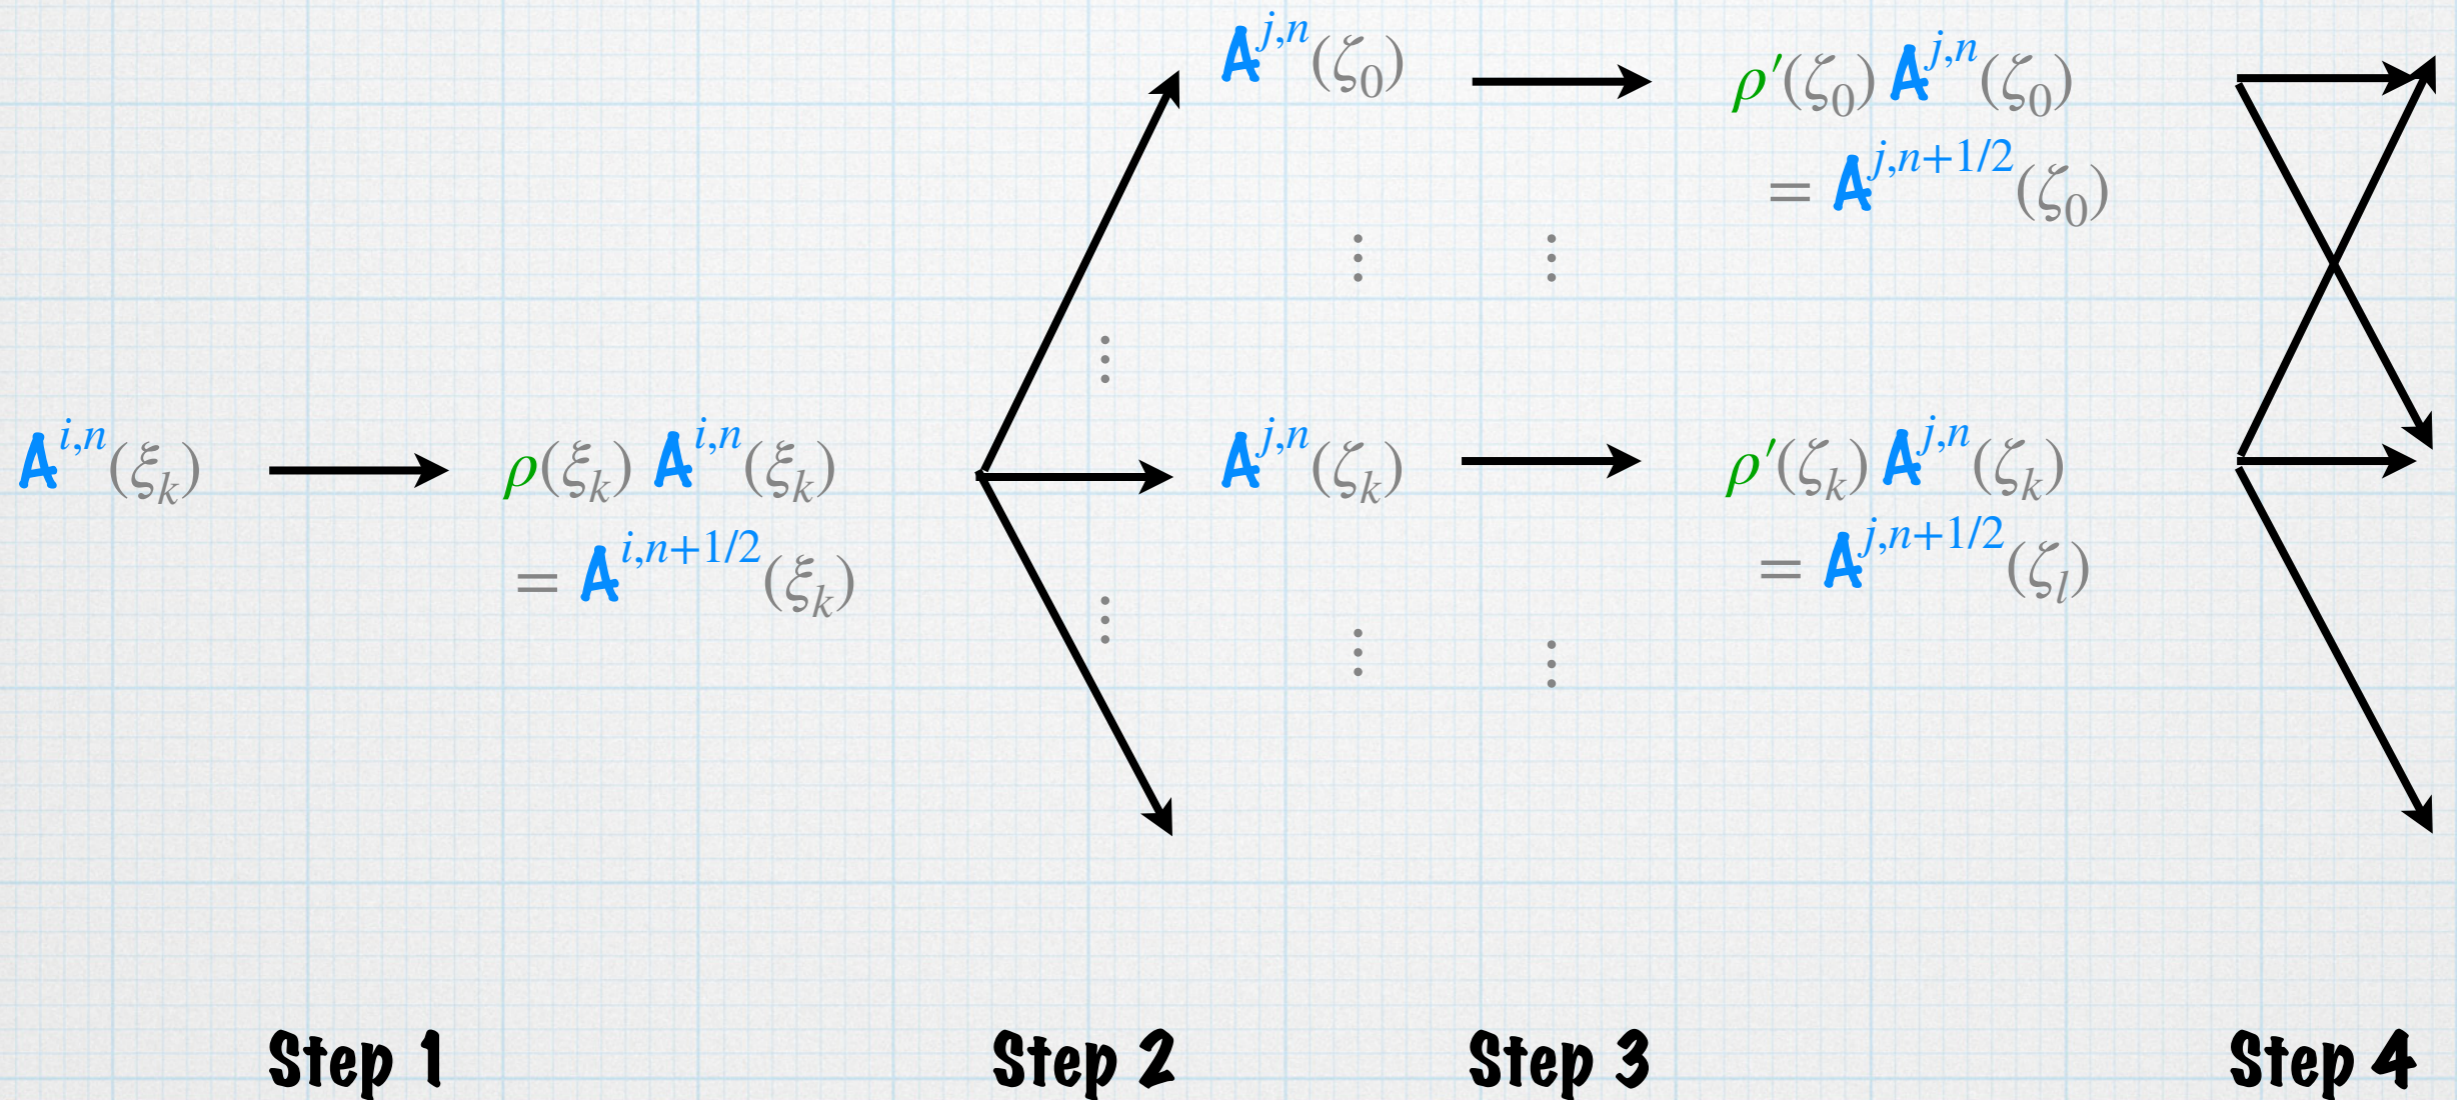 A^{j,n}(ζ_0)
ρ′(ζ_0) A^{j,n}(ζ_0)
= A^{j,n+1/2}(ζ_0)
⋮ ⋮
⋮
A^{i,n}(ξ_k)
ρ(ξ_k) A^{i,n}(ξ_k)
= A^{i,n+1/2}(ξ_k)
A^{j,n}(ζ_k)
ρ′(ζ_k) A^{j,n}(ζ_k)
= A^{j,n+1/2}(ζ_l)
⋮
⋮ ⋮
Step 1 Step 2 Step 3 Step 4